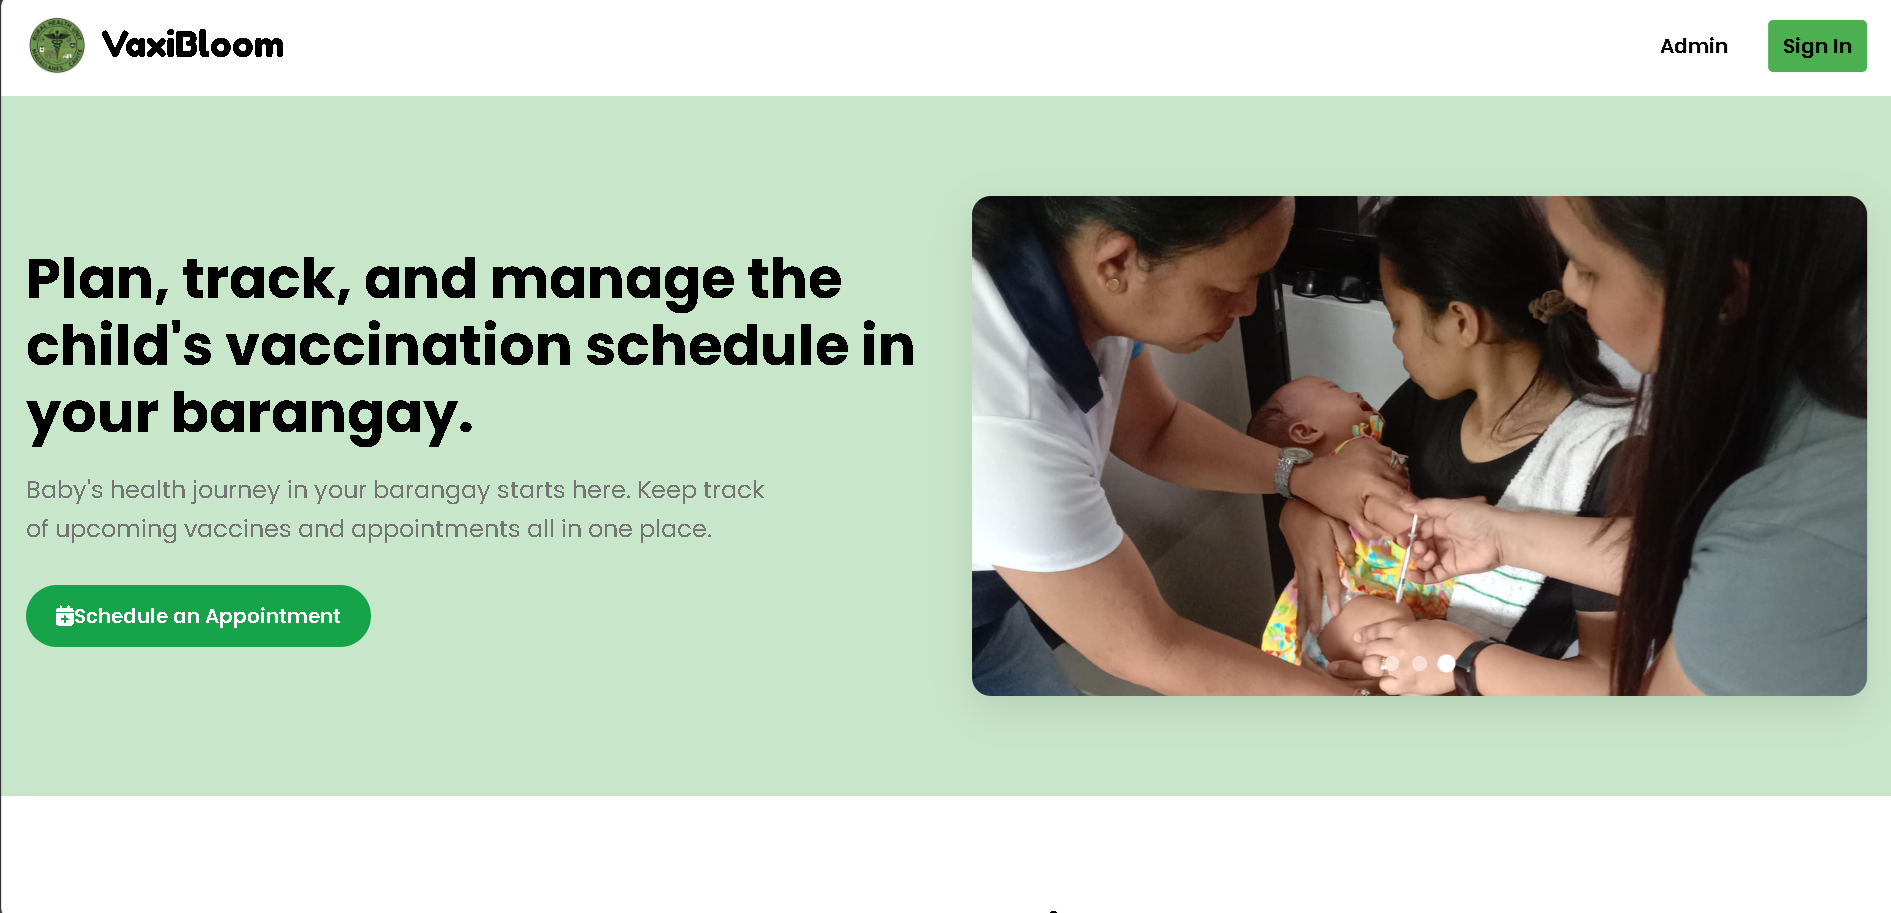 VaxiBloom
Admin
Sign In
Plan, track, and manage the
child's vaccination schedule in
your barangay.
Baby's health journey in your barangay starts here. Keep track
of upcoming vaccines and appointments all in one place.
Schedule an Appointment